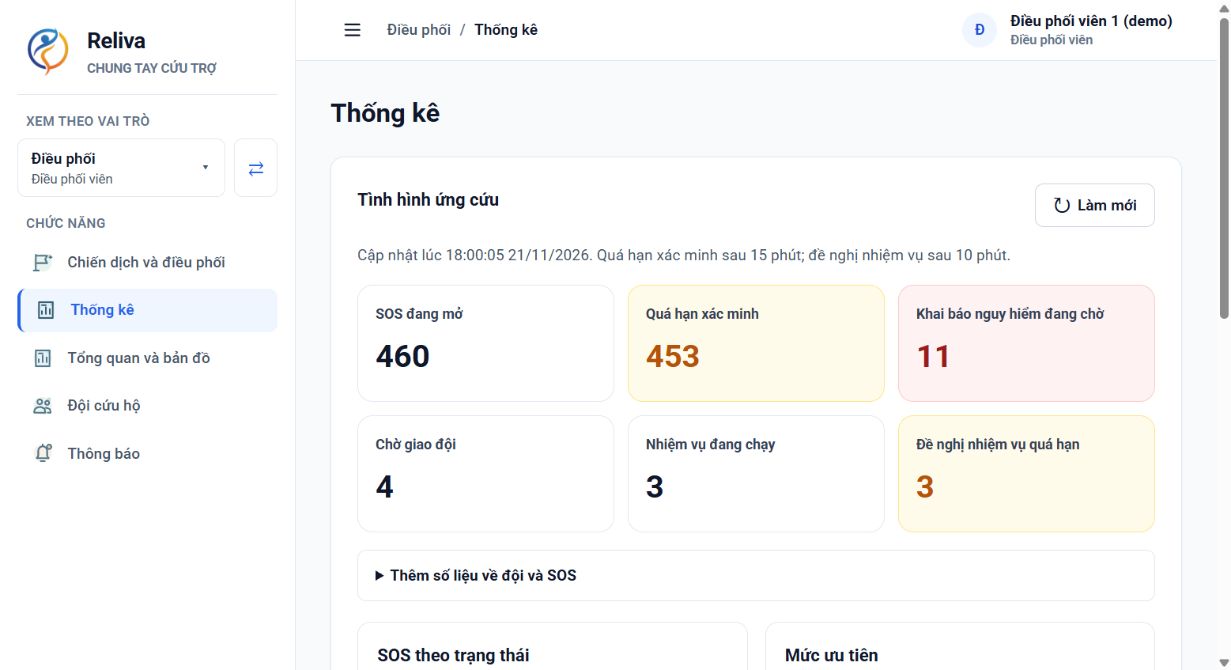 Reliva
CHUNG TAY CỨU TRỢ
XEM THEO VAI TRÒ
Điều phối
Điều phối viên
CHỨC NĂNG
Chiến dịch và điều phối
Thống kê
Tổng quan và bản đồ
Đội cứu hộ
Thông báo
Điều phối / Thống kê
Đ
Điều phối viên 1 (demo)
Điều phối viên
Thống kê
Tình hình ứng cứu
Làm mới
Cập nhật lúc 18:00:05 21/11/2026. Quá hạn xác minh sau 15 phút; đề nghị nhiệm vụ sau 10 phút.
SOS đang mở
460
Quá hạn xác minh
453
Khai báo nguy hiểm đang chờ
11
Chờ giao đội
4
Nhiệm vụ đang chạy
3
Đề nghị nhiệm vụ quá hạn
3
Thêm số liệu về đội và SOS
SOS theo trạng thái
Mức ưu tiên